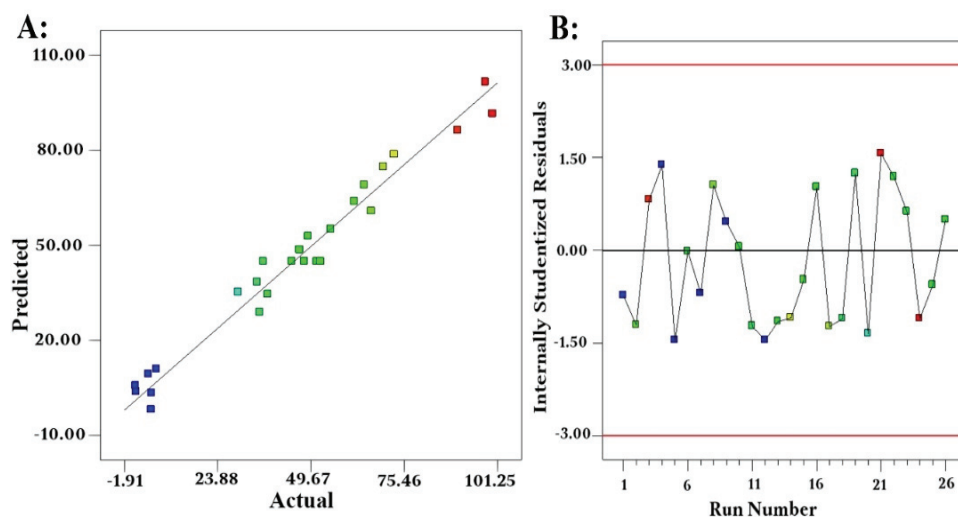 A:
B:
110.00
80.00
50.00
20.00
-10.00
Predicted
-1.91 23.88 49.67 75.46 101.25
Actual
3.00
1.50
0.00
-1.50
-3.00
Internally Studentized Residuals
1 6 11 16 21 26
Run Number